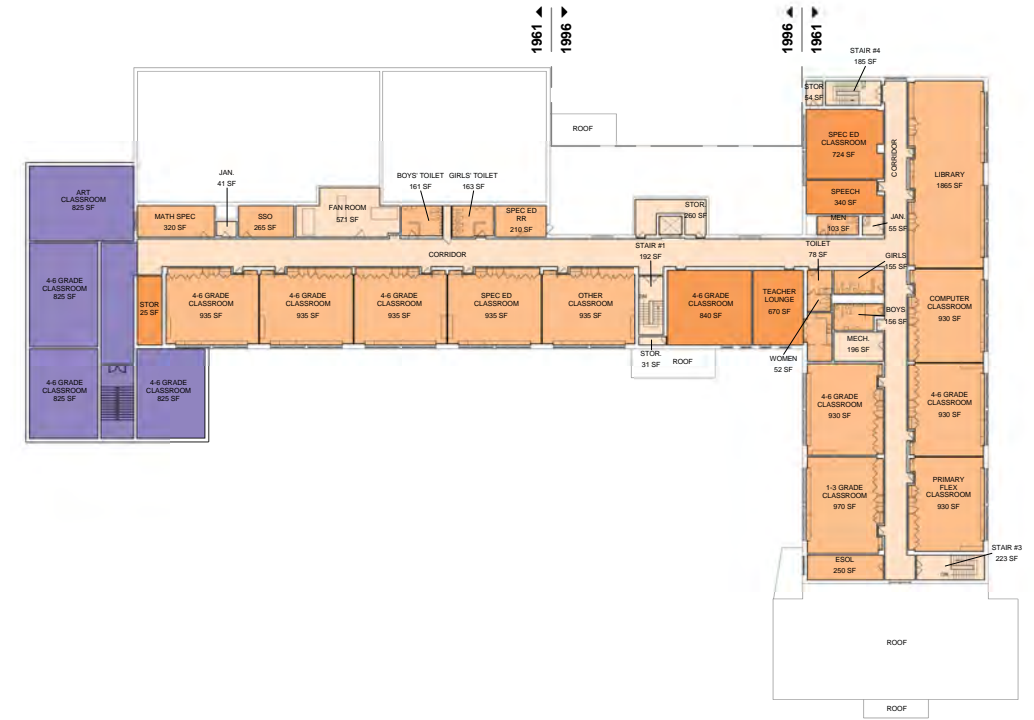 1961
1996
1996
1961
STAIR #4
185 SF
STOR
54 SF
ROOF
SPEC ED
CLASSROOM
724 SF
CORRIDOR
LIBRARY
1865 SF
JAN.
41 SF
BOYS' TOILET
161 SF
GIRLS' TOILET
163 SF
ART
CLASSROOM
825 SF
SPEECH
340 SF
FAN ROOM
571 SF
STOR.
260 SF
MATH SPEC
320 SF
SSO
265 SF
SPEC ED
RR
210 SF
MEN
103 SF
JAN.
55 SF
STAIR #1
192 SF
TOILET
78 SF
CORRIDOR
GIRLS
155 SF
4-6 GRADE
CLASSROOM
825 SF
STOR
25 SF
4-6 GRADE
CLASSROOM
935 SF
4-6 GRADE
CLASSROOM
935 SF
4-6 GRADE
CLASSROOM
935 SF
SPEC ED
CLASSROOM
935 SF
OTHER
CLASSROOM
935 SF
4-6 GRADE
CLASSROOM
840 SF
TEACHER
LOUNGE
670 SF
BOYS
156 SF
COMPUTER
CLASSROOM
930 SF
MECH.
196 SF
STOR.
31 SF
ROOF
WOMEN
52 SF
4-6 GRADE
CLASSROOM
825 SF
4-6 GRADE
CLASSROOM
825 SF
4-6 GRADE
CLASSROOM
930 SF
4-6 GRADE
CLASSROOM
930 SF
1-3 GRADE
CLASSROOM
970 SF
PRIMARY
FLEX
CLASSROOM
930 SF
STAIR #3
223 SF
ESOL
250 SF
ROOF
ROOF